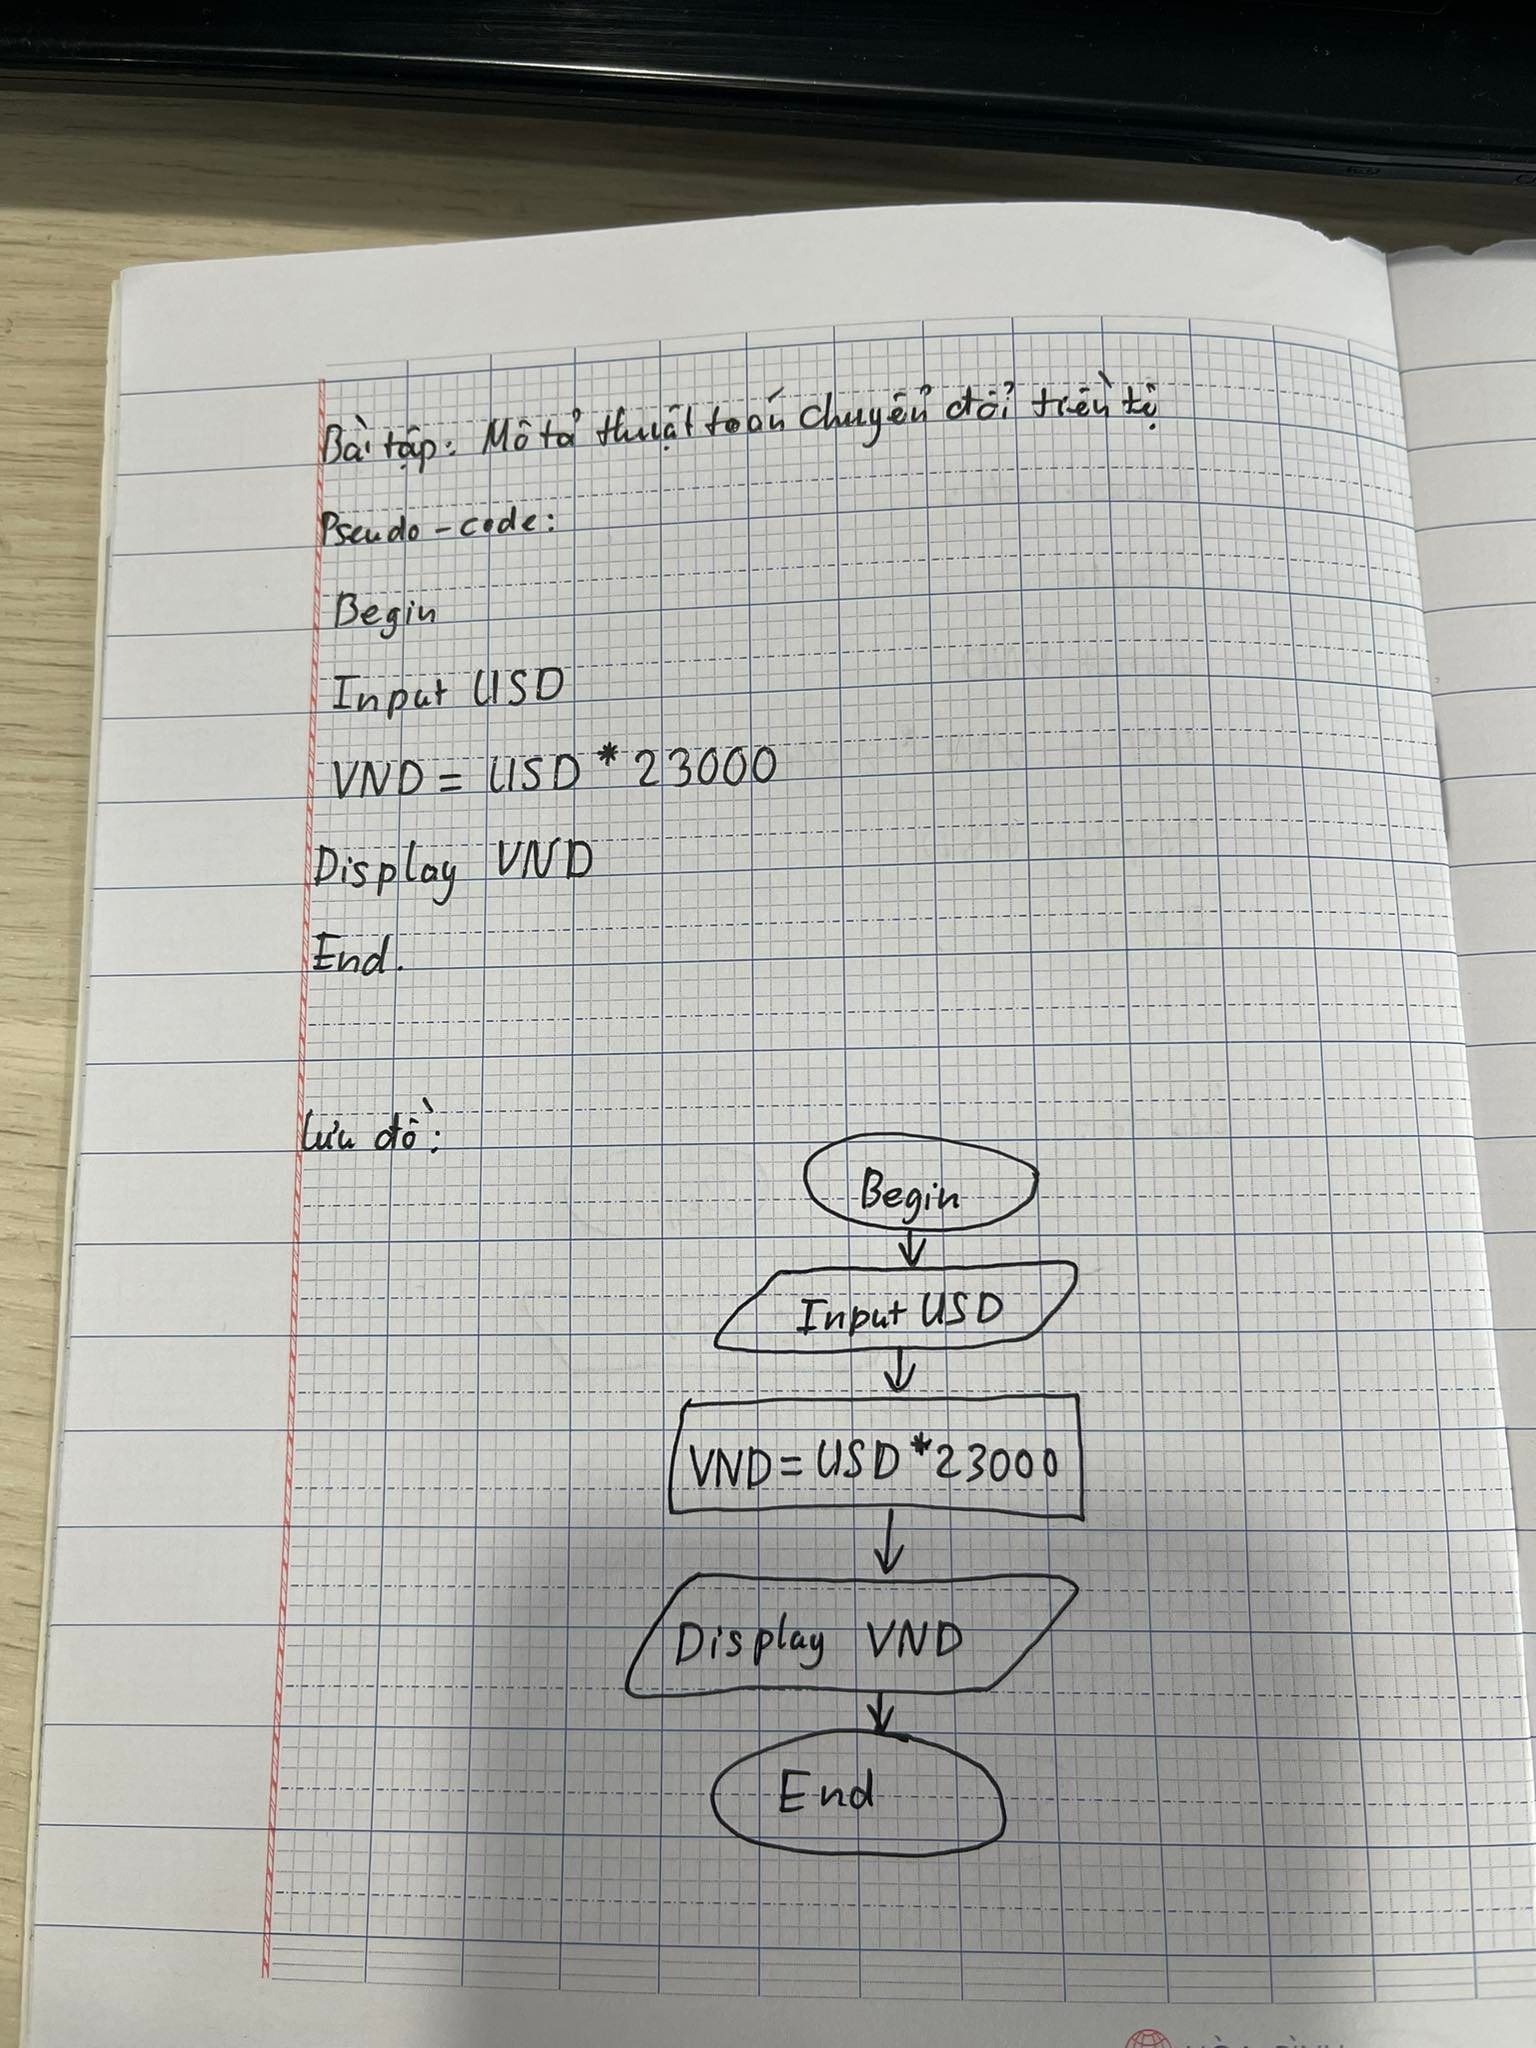 Bài tập: Mô tả thuật toán chuyển đổi tiền tệ
Pseudo-code:
Begin
Input USD
VND = USD * 23000
Display VND
End.
Lưu đồ:
Begin
Input USD
VND = USD * 23000
Display VND
End